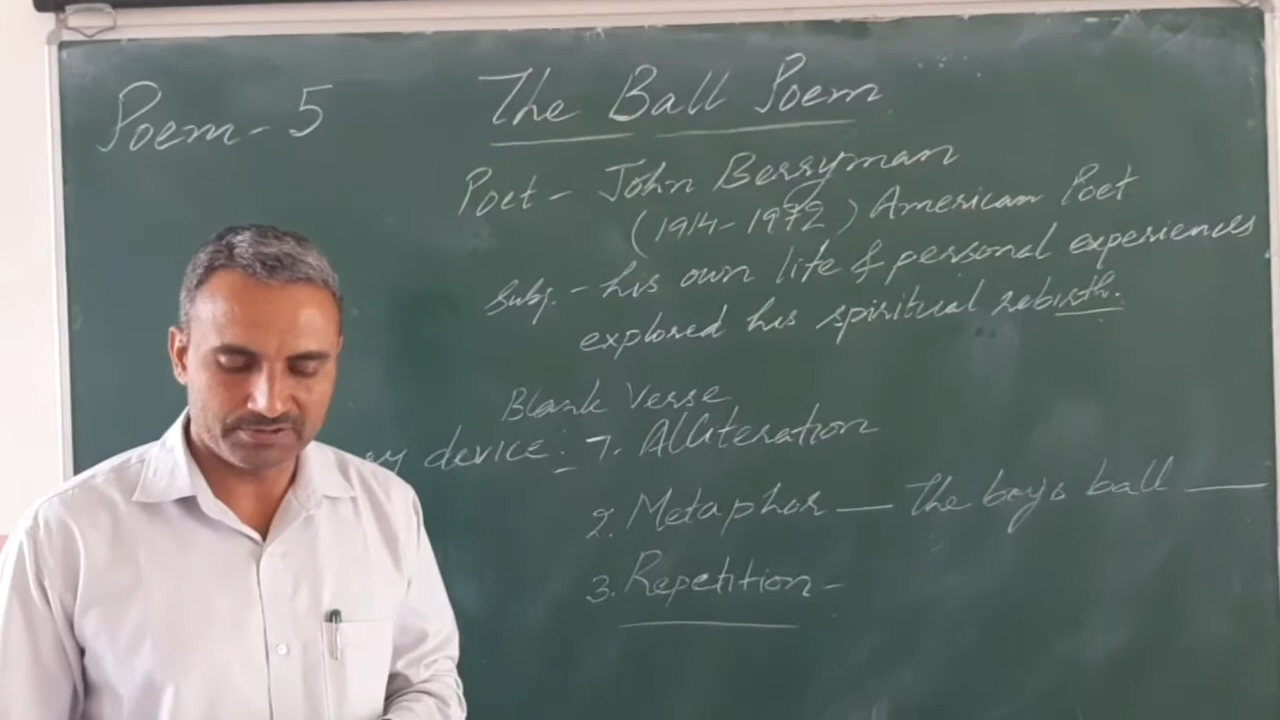 Poem - 5
The Ball Poem
Poet - John Berryman
(1914-1972) American Poet
Subj. - his own life & personal experiences
explored his spiritual rebirth.
Blank Verse
device : 1. Alliteration
2. Metaphor — The boy's ball —
3. Repetition -